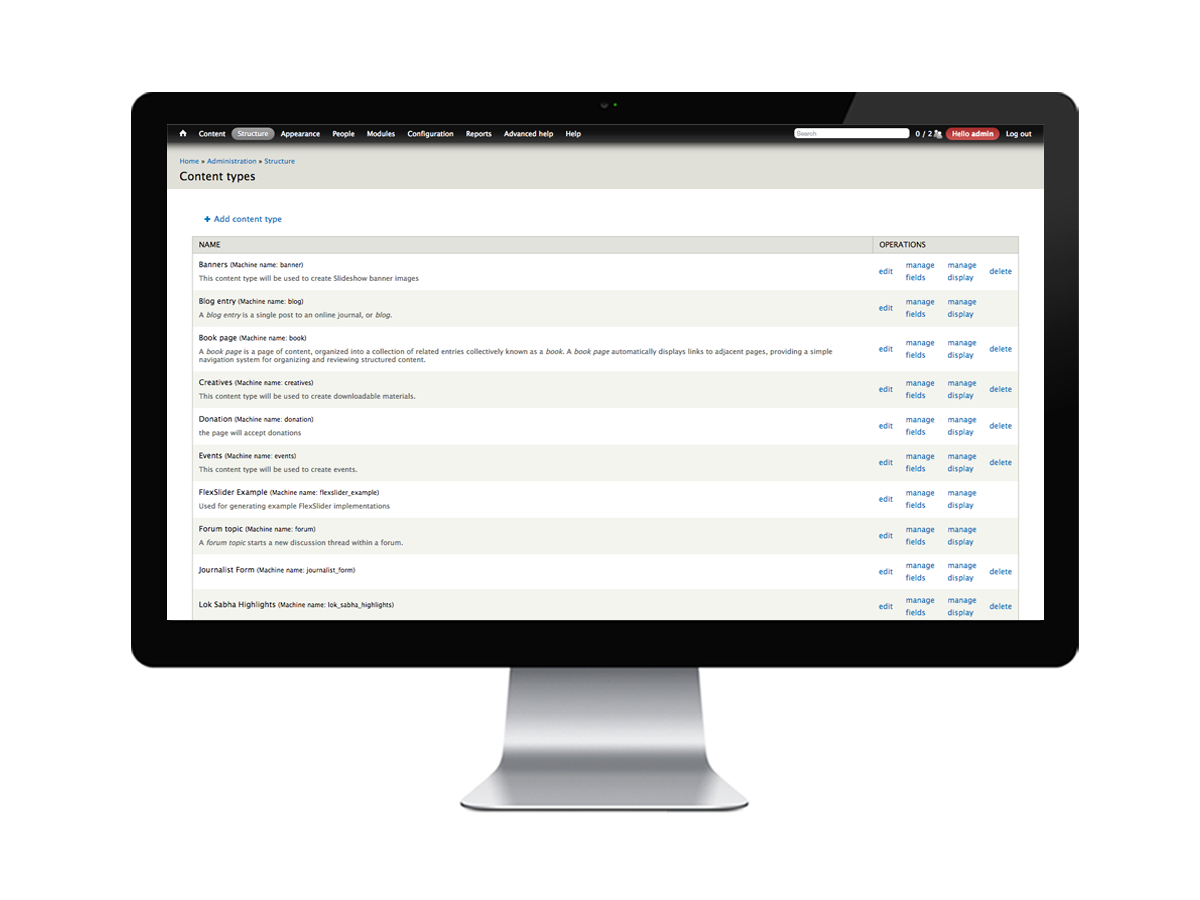 Content Structure Appearance People Modules Configuration Reports Advanced help Help Search 0 / 2 Hello admin Log out
Home » Administration » Structure
Content types
+ Add content type
NAME OPERATIONS
Banners (Machine name: banner)
This content type will be used to create Slideshow banner images
edit manage fields manage display delete
Blog entry (Machine name: blog)
A blog entry is a single post to an online journal, or blog.
edit manage fields manage display
Book page (Machine name: book)
A book page is a page of content, organized into a collection of related entries collectively known as a book. A book page automatically displays links to adjacent pages, providing a simple
navigation system for organizing and reviewing structured content.
edit manage fields manage display delete
Creatives (Machine name: creatives)
This content type will be used to create downloadable materials.
edit manage fields manage display delete
Donation (Machine name: donation)
the page will accept donations
edit manage fields manage display delete
Events (Machine name: events)
This content type will be used to create events.
edit manage fields manage display delete
FlexSlider Example (Machine name: flexslider_example)
Used for generating example FlexSlider implementations
edit manage fields manage display
Forum topic (Machine name: forum)
A forum topic starts a new discussion thread within a forum.
edit manage fields manage display
Journalist Form (Machine name: journalist_form)
edit manage fields manage display delete
Lok Sabha Highlights (Machine name: lok_sabha_highlights)
edit manage fields manage display delete